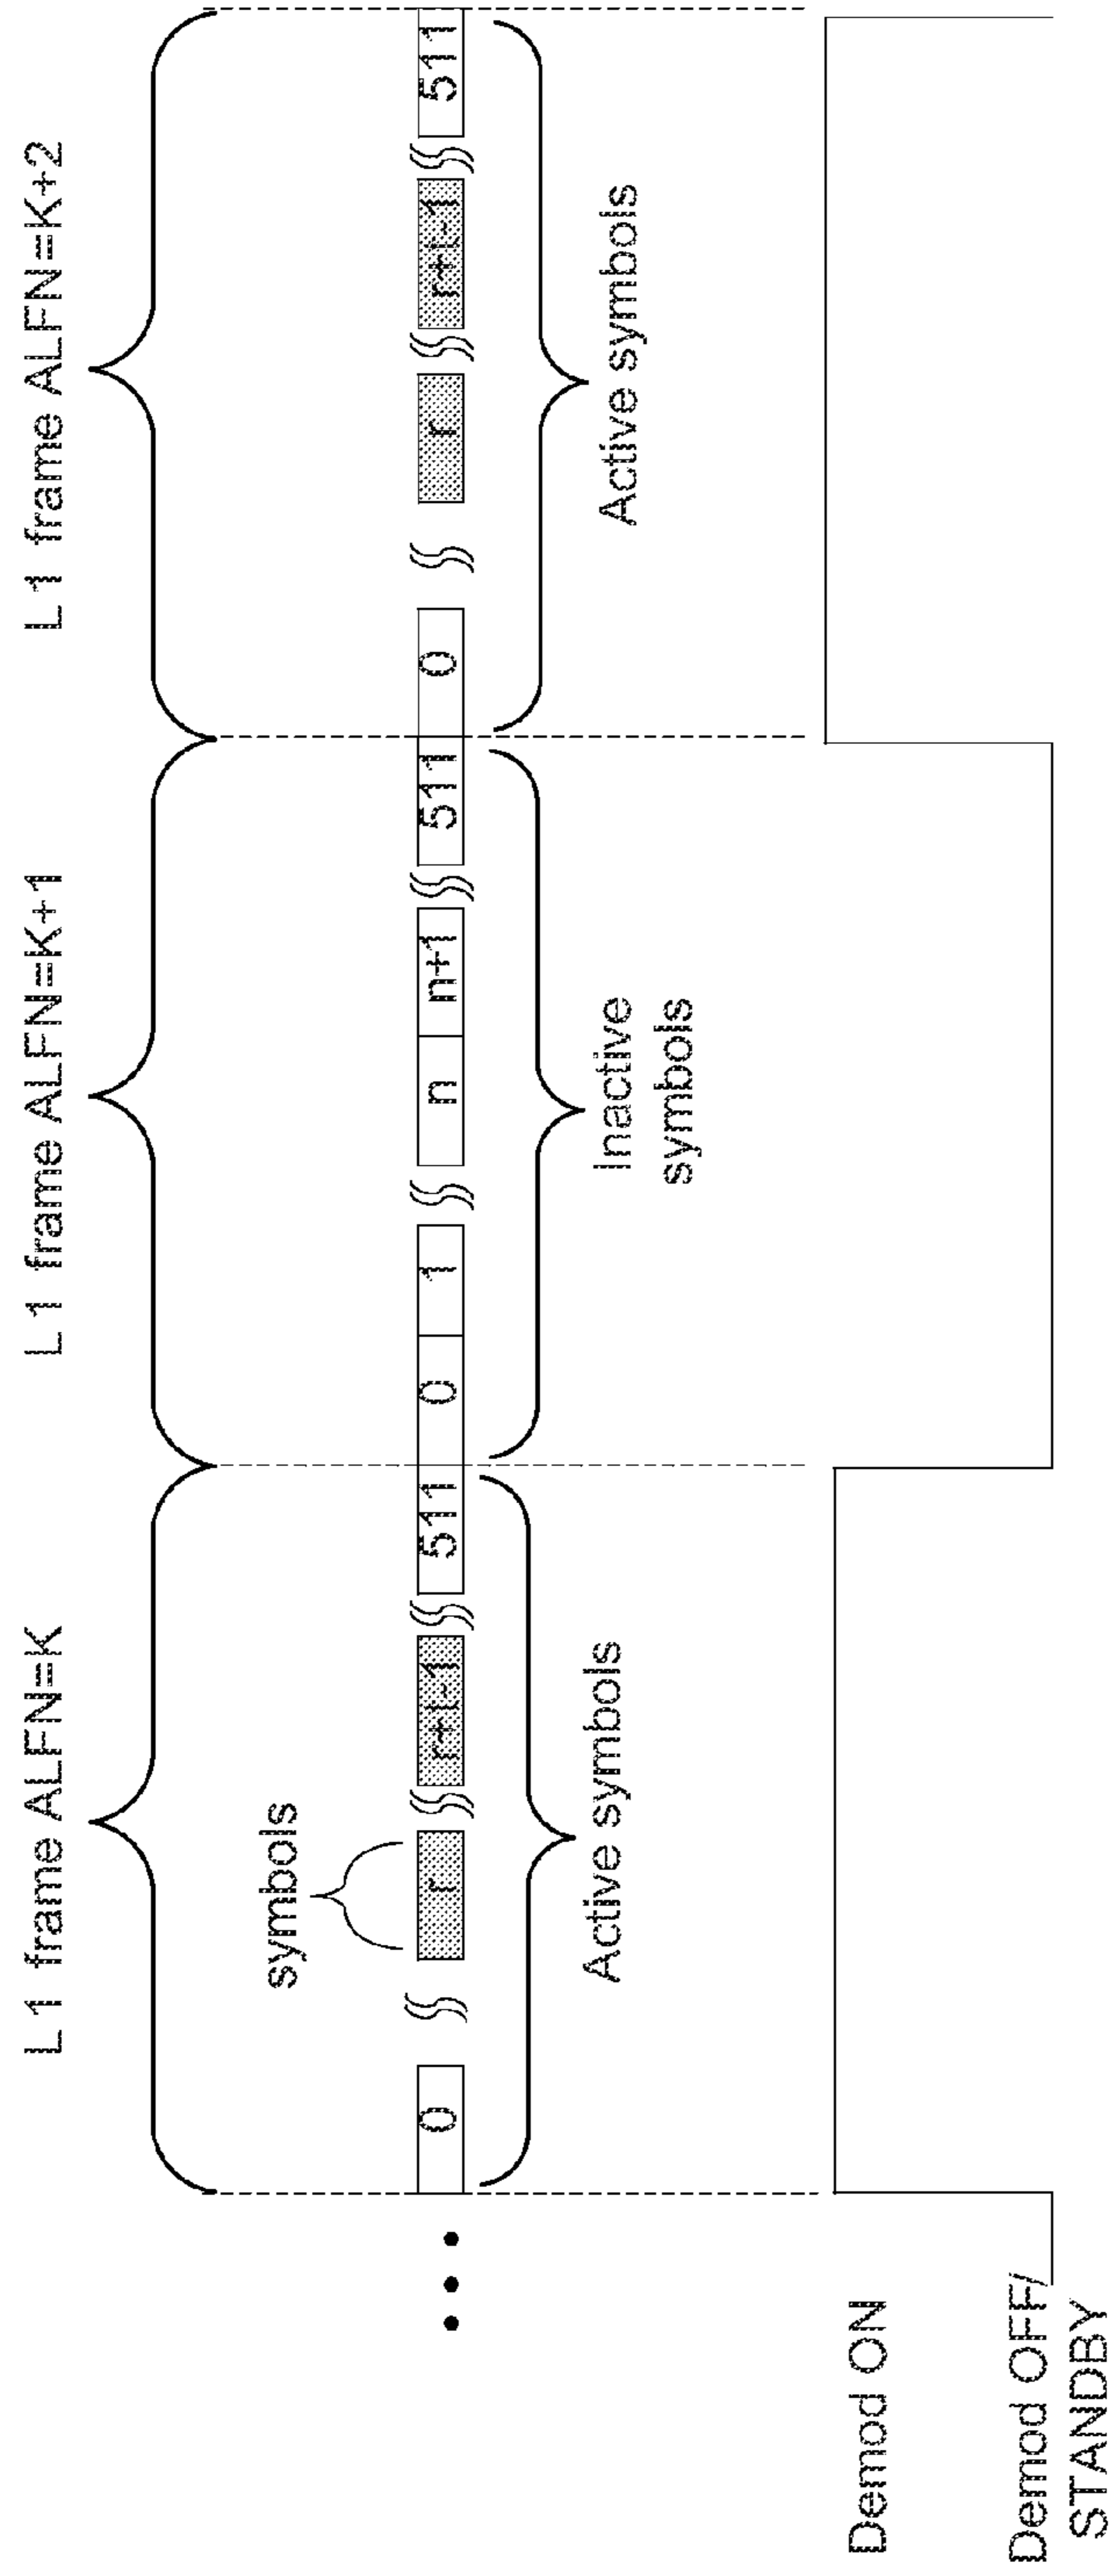 L1 frame ALFN=K
L1 frame ALFN=K+1
L1 frame ALFN=K+2
symbols
0
r
r+i-1
511
0
1
n
n+1
511
0
r
r+i-1
511
Active symbols
Inactive
symbols
Active symbols
Demod ON
Demod OFF/
STANDBY